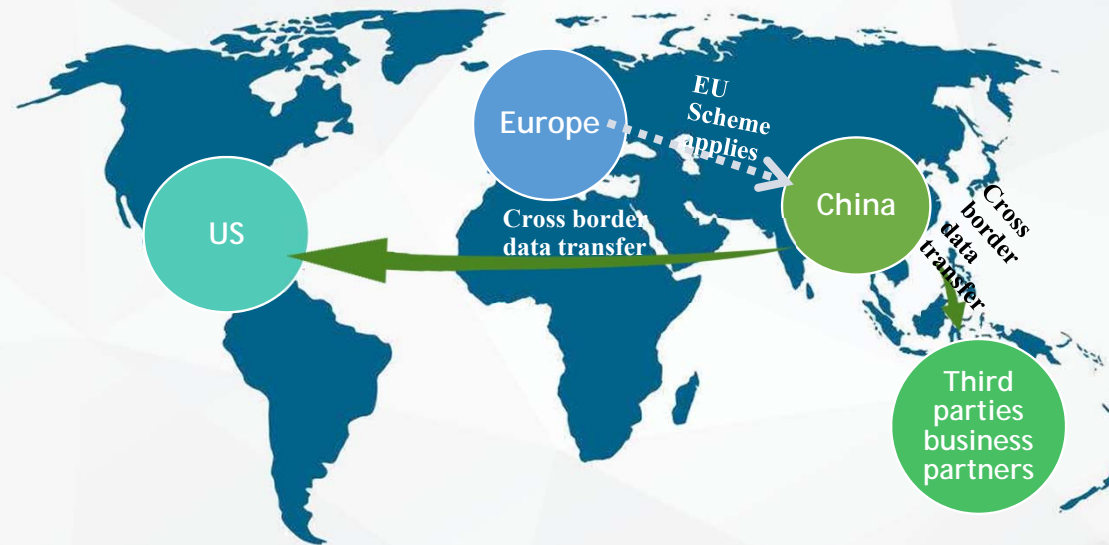 Europe
EU
Scheme
applies
China
US
Cross border
data transfer
Cross
border
data
transfer
Third
parties
business
partners